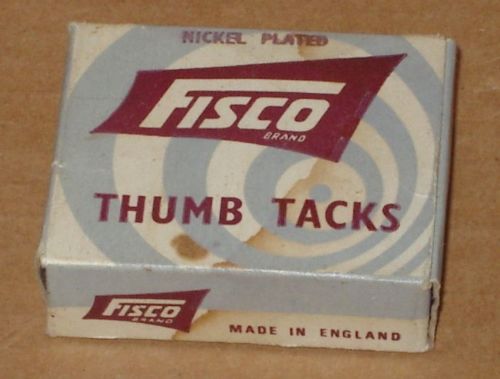 NICKEL PLATED
FISCO
BRAND
THUMB TACKS
FISCO
BRAND
MADE IN ENGLAND